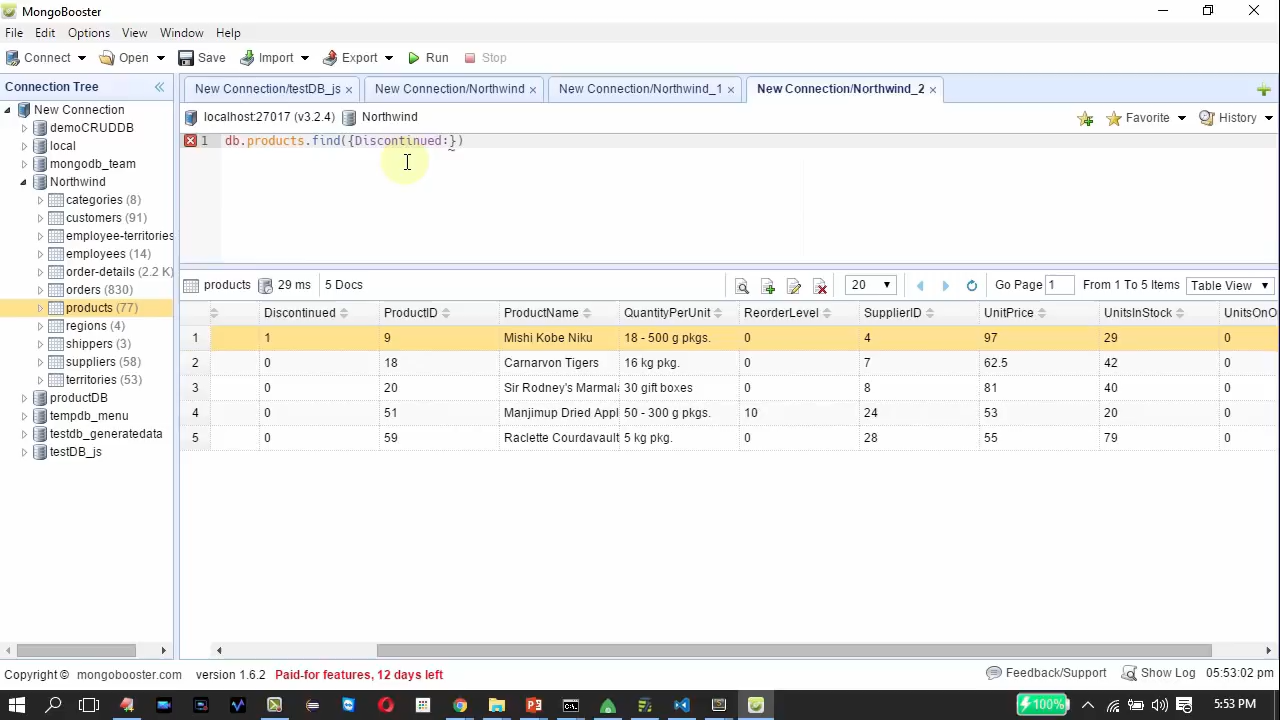 MongoBooster
File Edit Options View Window Help
Connect Open Save Import Export Run Stop
Connection Tree
New Connection
demoCRUDDB
local
mongodb_team
Northwind
categories (8)
customers (91)
employee-territories
employees (14)
order-details (2.2 K)
orders (830)
products (77)
regions (4)
shippers (3)
suppliers (58)
territories (53)
productDB
tempdb_menu
testdb_generatedata
testDB_js
New Connection/testDB_js × New Connection/Northwind × New Connection/Northwind_1 × New Connection/Northwind_2 ×
localhost:27017 (v3.2.4) Northwind Favorite History
1 db.products.find({Discontinued:})
products 29 ms 5 Docs 20 Go Page 1 From 1 To 5 Items Table View
Discontinued ProductID ProductName QuantityPerUnit ReorderLevel SupplierID UnitPrice UnitsInStock UnitsOnO
1 1 9 Mishi Kobe Niku 18 - 500 g pkgs. 0 4 97 29 0
2 0 18 Carnarvon Tigers 16 kg pkg. 0 7 62.5 42 0
3 0 20 Sir Rodney's Marmala 30 gift boxes 0 8 81 40 0
4 0 51 Manjimup Dried Appl 50 - 300 g pkgs. 10 24 53 20 0
5 0 59 Raclette Courdavault 5 kg pkg. 0 28 55 79 0
Copyright © mongobooster.com version 1.6.2 Paid-for features, 12 days left Feedback/Support Show Log 05:53:02 pm
100% 5:53 PM